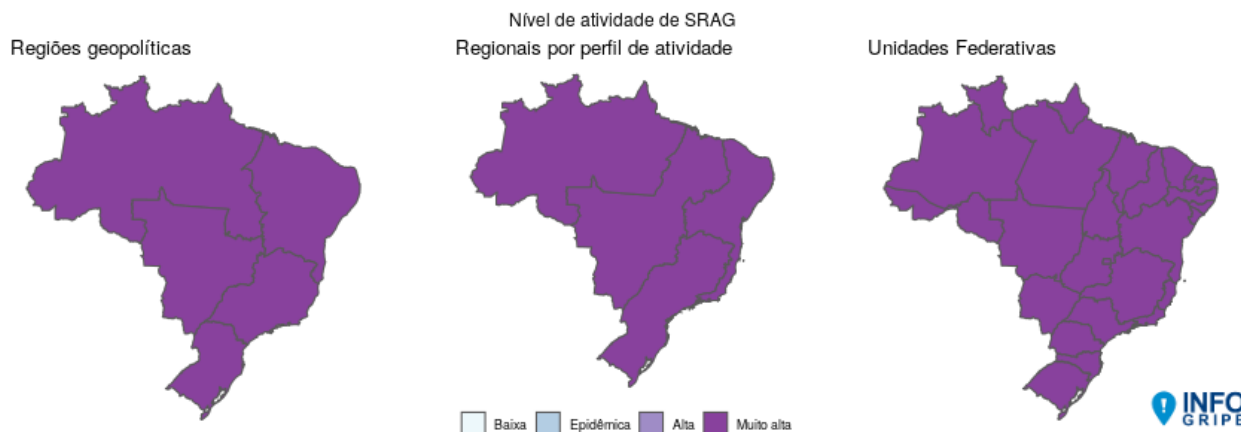 Nível de atividade de SRAG
Regiões geopolíticas
Regionais por perfil de atividade
Unidades Federativas
Baixa
Epidêmica
Alta
Muito alta
INFO
GRIPE